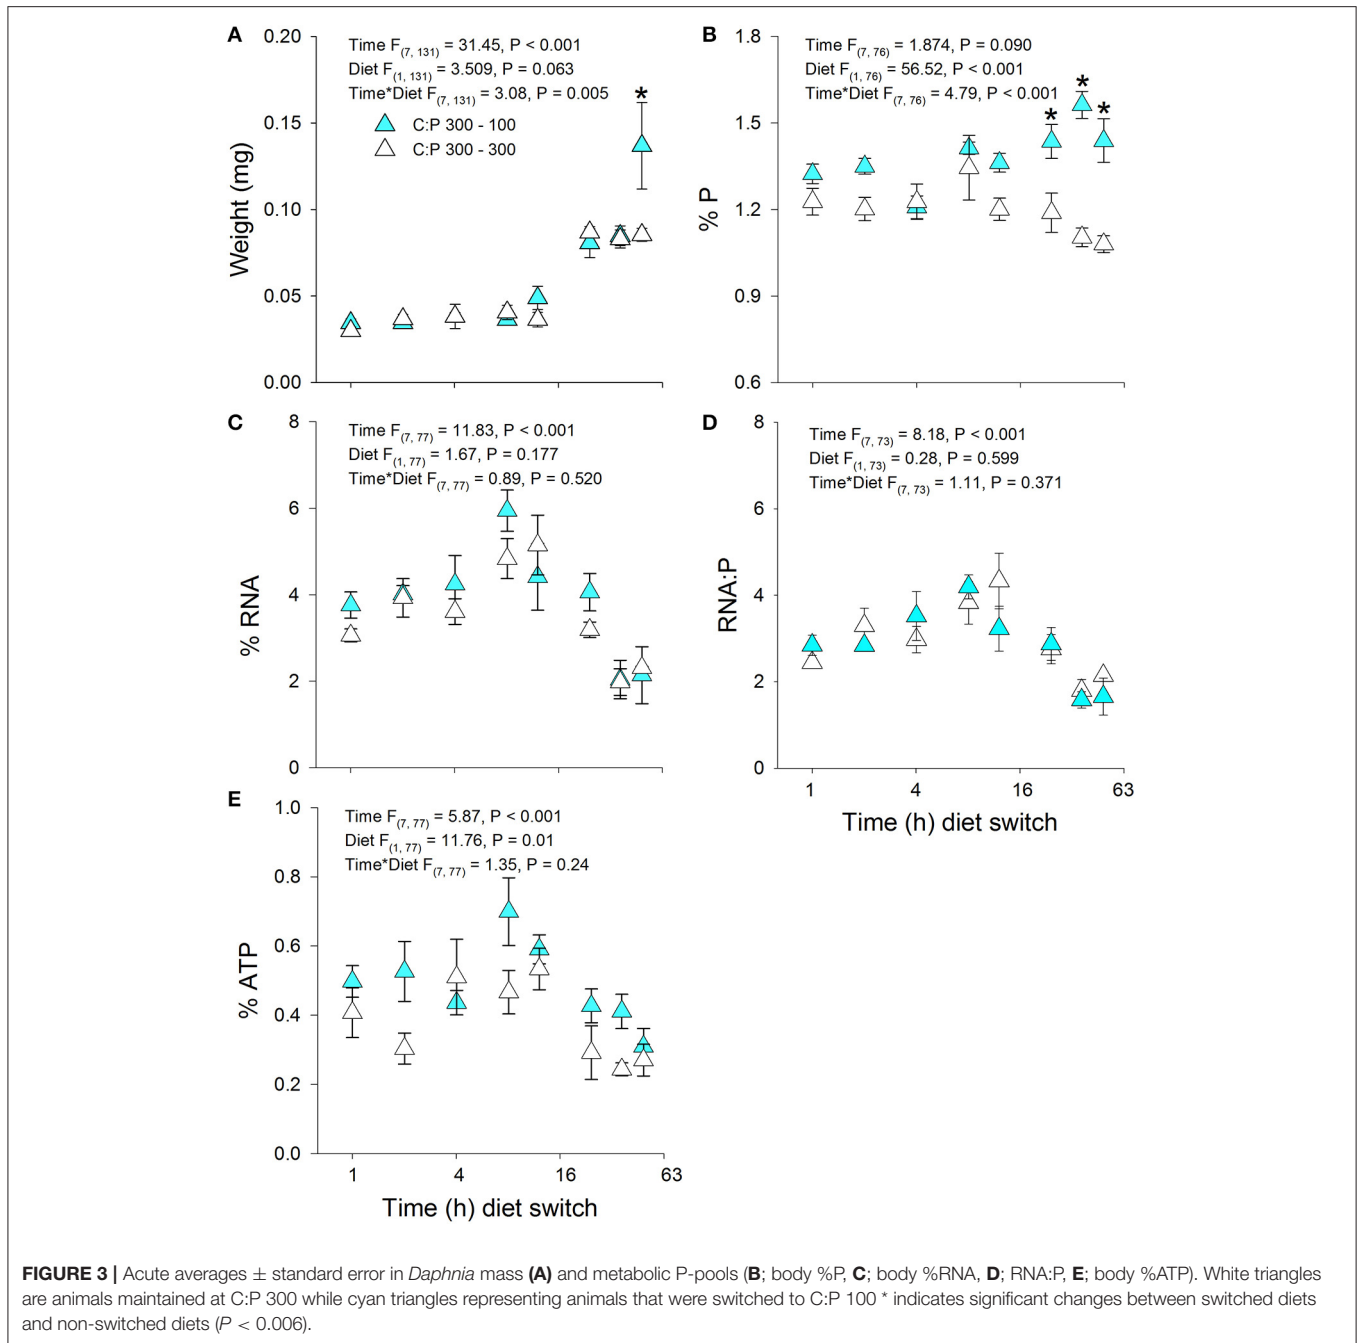 A
0.20
0.15
0.10
0.05
0.00
Weight (mg)
Time F(7, 131) = 31.45, P < 0.001
Diet F(1, 131) = 3.509, P = 0.063
Time*Diet F(7, 131) = 3.08, P = 0.005
*
C:P 300 - 100
C:P 300 - 300
B
1.8
1.5
1.2
0.9
0.6
% P
Time F(7, 76) = 1.874, P = 0.090
Diet F(1, 76) = 56.52, P < 0.001
Time*Diet F(7, 76) = 4.79, P < 0.001
* * *
C
8
6
4
2
0
% RNA
Time F(7, 77) = 11.83, P < 0.001
Diet F(1, 77) = 1.67, P = 0.177
Time*Diet F(7, 77) = 0.89, P = 0.520
D
8
6
4
2
0
RNA:P
Time F(7, 73) = 8.18, P < 0.001
Diet F(1, 73) = 0.28, P = 0.599
Time*Diet F(7, 73) = 1.11, P = 0.371
1 4 16 63
Time (h) diet switch
E
1.0
0.8
0.6
0.4
0.2
0.0
% ATP
Time F(7, 77) = 5.87, P < 0.001
Diet F(1, 77) = 11.76, P = 0.01
Time*Diet F(7, 77) = 1.35, P = 0.24
1 4 16 63
Time (h) diet switch
FIGURE 3 | Acute averages ± standard error in Daphnia mass (A) and metabolic P-pools (B; body %P, C; body %RNA, D; RNA:P, E; body %ATP). White triangles
are animals maintained at C:P 300 while cyan triangles representing animals that were switched to C:P 100 * indicates significant changes between switched diets
and non-switched diets (P < 0.006).